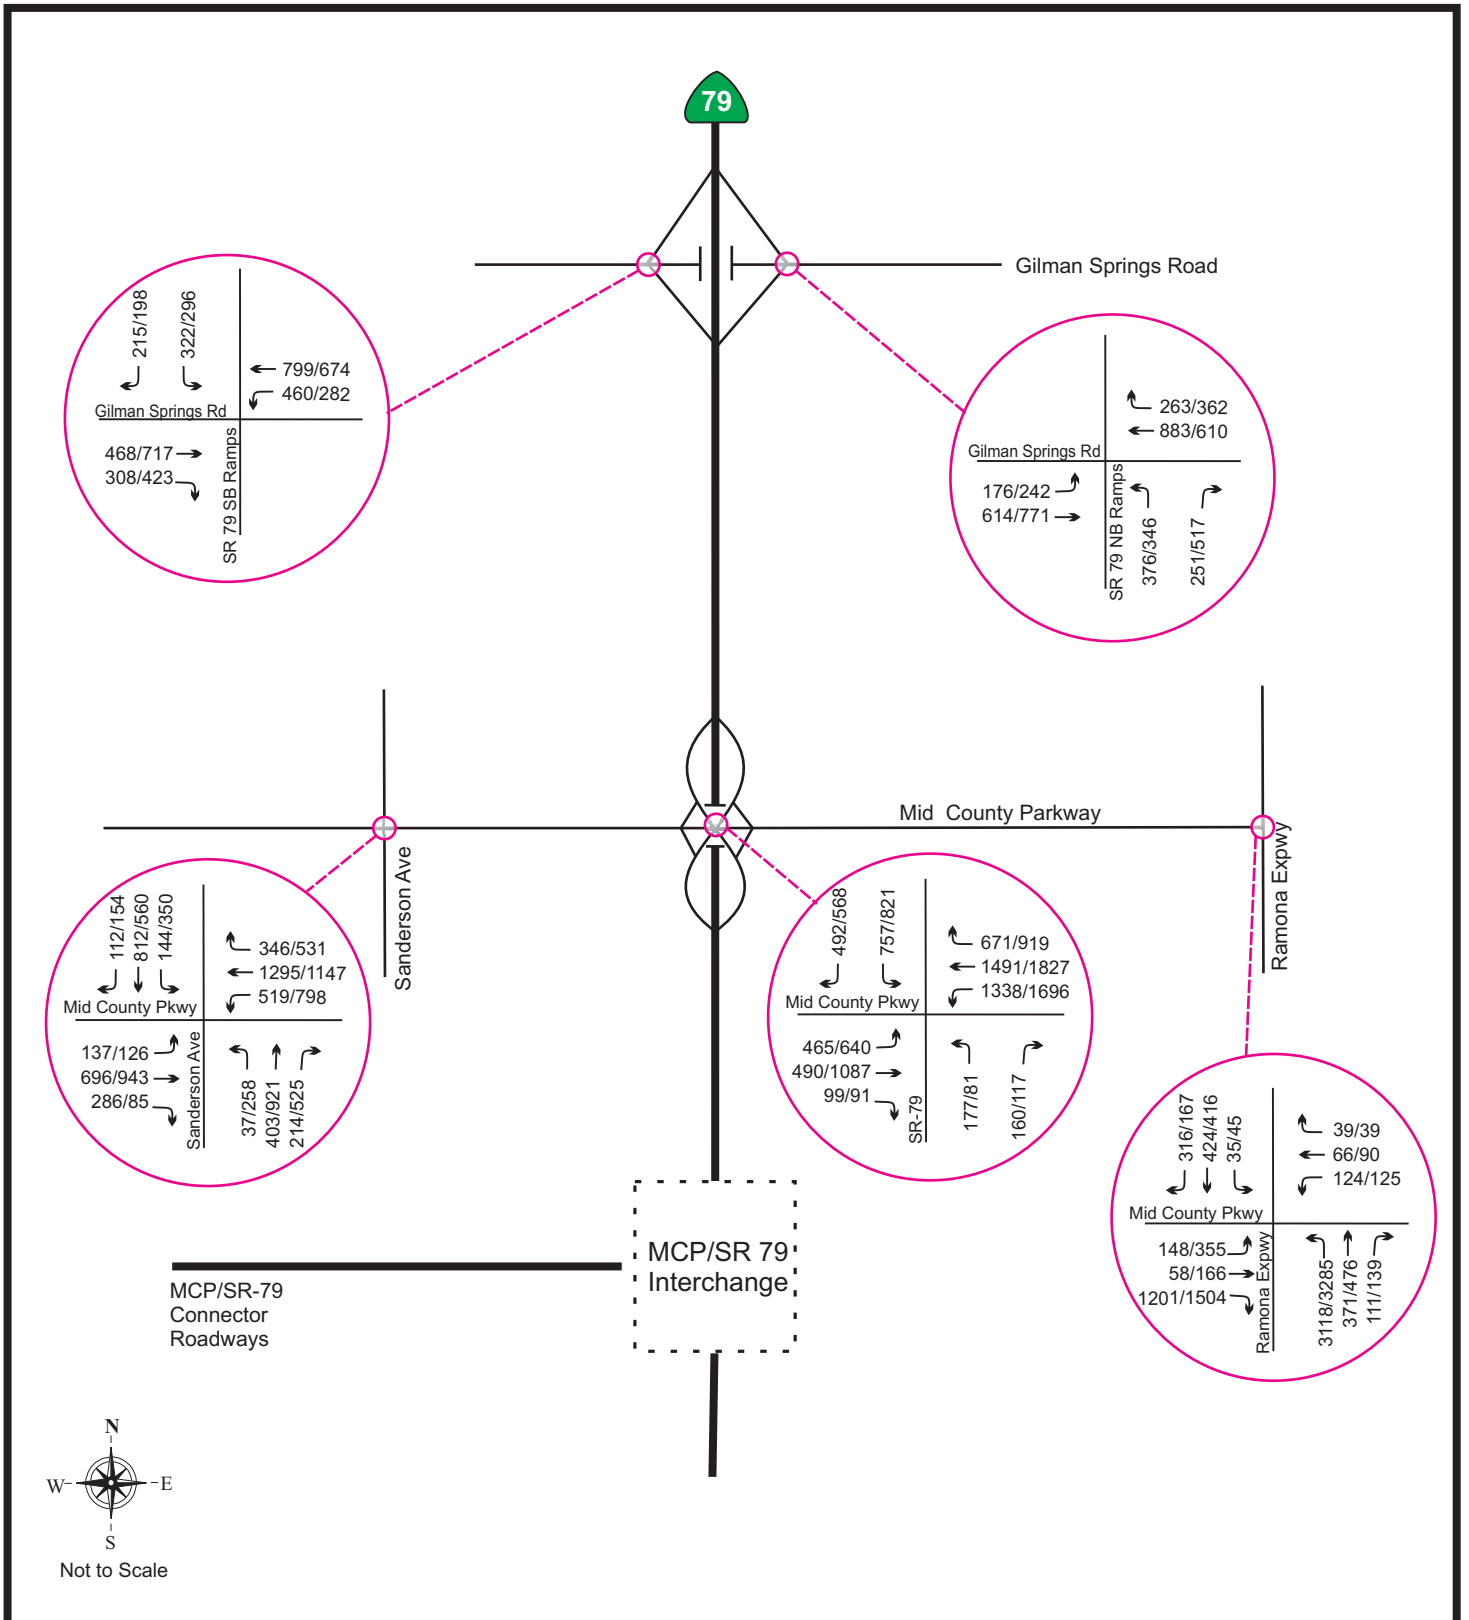 79
Gilman Springs Road
215/198
322/296
799/674
460/282
Gilman Springs Rd
468/717
308/423
SR 79 SB Ramps
263/362
883/610
Gilman Springs Rd
176/242
614/771
SR 79 NB Ramps
376/346
251/517
Mid County Parkway
Sanderson Ave
Ramona Expwy
112/154
812/560
144/350
346/531
1295/1147
519/798
Mid County Pkwy
137/126
696/943
286/85
Sanderson Ave
37/258
403/921
214/525
492/568
757/821
671/919
1491/1827
1338/1696
Mid County Pkwy
465/640
490/1087
99/91
SR-79
177/81
160/117
316/167
424/416
35/45
39/39
66/90
124/125
Mid County Pkwy
148/355
58/166
1201/1504
Ramona Expwy
3118/3285
371/476
111/139
MCP/SR 79
Interchange
MCP/SR-79
Connector
Roadways
N
W
E
S
Not to Scale